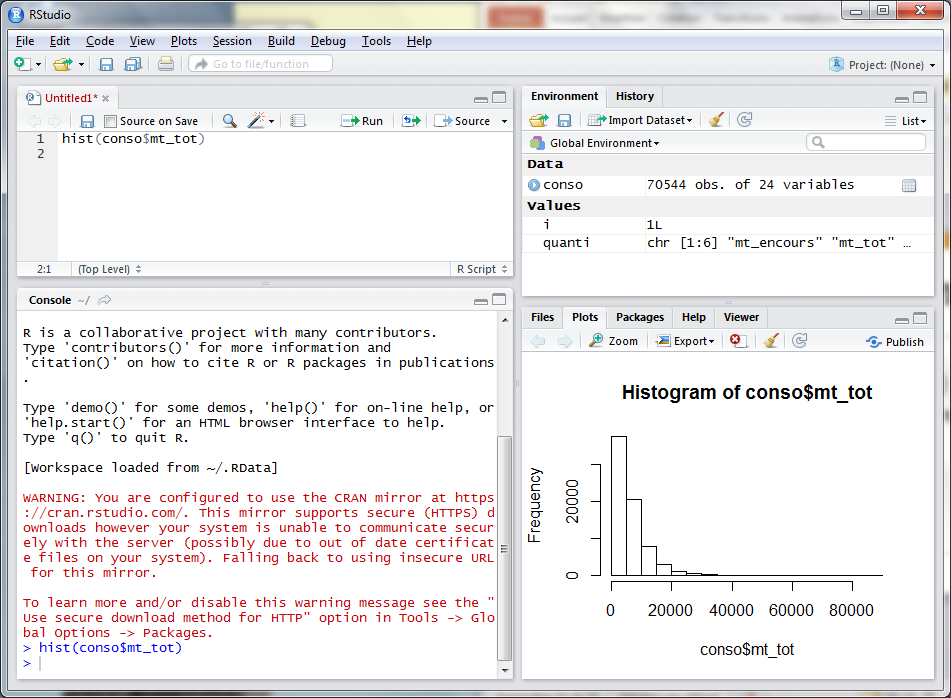 RStudio
File Edit Code View Plots Session Build Debug Tools Help
Go to file/function
Project: (None)
Untitled1*
Source on Save
Run
Source
1 hist(conso$mt_tot)
2
2:1 (Top Level) R Script
Console ~/
R is a collaborative project with many contributors.
Type 'contributors()' for more information and
'citation()' on how to cite R or R packages in publications
.
Type 'demo()' for some demos, 'help()' for on-line help, or
'help.start()' for an HTML browser interface to help.
Type 'q()' to quit R.
[Workspace loaded from ~/.RData]
WARNING: You are configured to use the CRAN mirror at https
://cran.rstudio.com/. This mirror supports secure (HTTPS) d
ownloads however your system is unable to communicate secur
ely with the server (possibly due to out of date certificat
e files on your system). Falling back to using insecure URL
for this mirror.
To learn more and/or disable this warning message see the "
Use secure download method for HTTP" option in Tools -> Glo
bal Options -> Packages.
> hist(conso$mt_tot)
>
Environment History
Import Dataset
List
Global Environment
Data
conso 70544 obs. of 24 variables
Values
i 1L
quanti chr [1:6] "mt_encours" "mt_tot" …
Files Plots Packages Help Viewer
Zoom Export Publish
Histogram of conso$mt_tot
Frequency
20000
0
0 20000 40000 60000 80000
conso$mt_tot